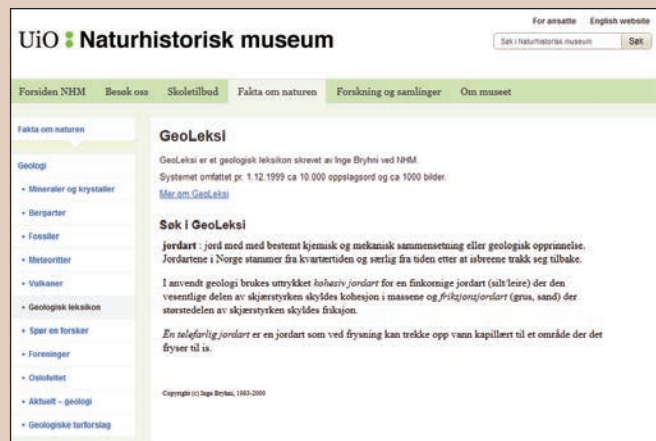 For ansatte English website
UiO : Naturhistorisk museum
Søk i Naturhistorisk museum Søk
Forsiden NHM Besøk oss Skoletilbud Fakta om naturen Forskning og samlinger Om museet
Fakta om naturen
Geologi
• Mineraler og krystaller
• Bergarter
• Fossiler
• Meteoritter
• Vulkaner
• Geologisk leksikon
• Spør en forsker
• Foreninger
• Oslofeltet
• Aktuelt – geologi
• Geologiske turforslag
GeoLeksi
GeoLeksi er et geologisk leksikon skrevet av Inge Bryhni ved NHM.
Systemet omfattet pr. 1.12.1999 ca 10.000 oppslagsord og ca 1000 bilder.
Mer om GeoLeksi
Søk i GeoLeksi
jordart : jord med med bestemt kjemisk og mekanisk sammensetning eller geologisk opprinnelse.
Jordartene i Norge stammer fra kvartærtiden og særlig fra tiden etter at isbreene trakk seg tilbake.
I anvendt geologi brukes uttrykket kohesiv jordart for en finkornige jordart (silt/leire) der den
vesentlige delen av skjærstyrken skyldes kohesjon i massene og friksjonsjordart (grus, sand) der
størstedelen av skjærstyrken skyldes friksjon.
En telefarlig jordart er en jordart som ved frysning kan trekke opp vann kapillært til et område der det
fryser til is.
Copyright (c) Inge Bryhni, 1993-2000